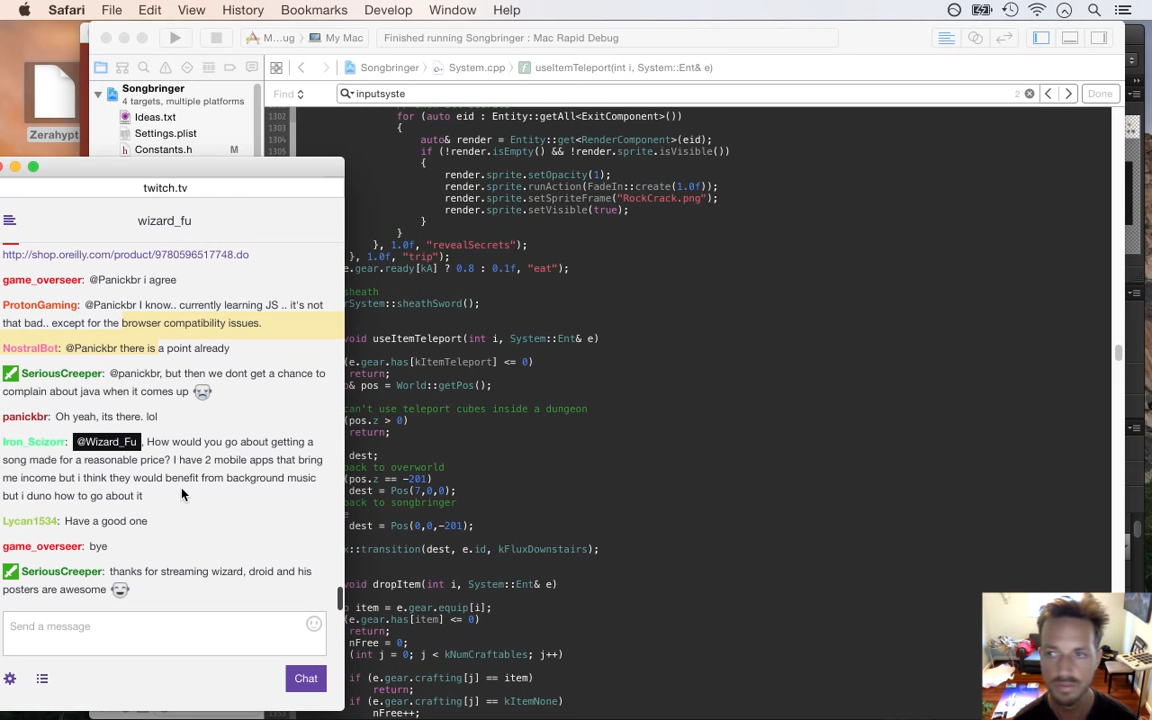 Safari File Edit View History Bookmarks Develop Window Help
M...ug My Mac
Finished running Songbringer : Mac Rapid Debug
Songbringer System.cpp useItemTeleport(int i, System::Ent& e)
Find inputsyste 2 Done
Songbringer
4 targets, multiple platforms
Ideas.txt
Settings.plist
Constants.h M
Zerahypt
1302 for (auto eid : Entity::getAll<ExitComponent>())
1303 {
1304 auto& render = Entity::get<RenderComponent>(eid);
1305 if (!render.isEmpty() && !render.sprite.isVisible())
{
render.sprite.setOpacity(1);
render.sprite.runAction(FadeIn::create(1.0f));
render.sprite.setSpriteFrame("RockCrack.png");
render.sprite.setVisible(true);
}
}
}, 1.0f, "revealSecrets");
}, 1.0f, "trip");
e.gear.ready[kA] ? 0.8 : 0.1f, "eat");
sheath
rSystem::sheathSword();
void useItemTeleport(int i, System::Ent& e)
(e.gear.has[kItemTeleport] <= 0)
return;
& pos = World::getPos();
can't use teleport cubes inside a dungeon
(pos.z > 0)
return;
dest;
back to overworld
(pos.z == -201)
dest = Pos(7,0,0);
back to songbringer
dest = Pos(0,0,-201);
x::transition(dest, e.id, kFluxDownstairs);
void dropItem(int i, System::Ent& e)
item = e.gear.equip[i];
(e.gear.has[item] <= 0)
return;
nFree = 0;
(int j = 0; j < kNumCraftables; j++)
if (e.gear.crafting[j] == item)
return;
if (e.gear.crafting[j] == kItemNone)
nFree++;
twitch.tv
wizard_fu
http://shop.oreilly.com/product/9780596517748.do
game_overseer: @Panickbr i agree
ProtonGaming: @Panickbr I know.. currently learning JS .. it's not
that bad.. except for the browser compatibility issues.
NostralBot: @Panickbr there is a point already
SeriousCreeper: @panickbr, but then we dont get a chance to
complain about java when it comes up
panickbr: Oh yeah, its there. lol
Iron_Scizorr: @Wizard_Fu, How would you go about getting a
song made for a reasonable price? I have 2 mobile apps that bring
me income but i think they would benefit from background music
but i duno how to go about it
Lycan1534: Have a good one
game_overseer: bye
SeriousCreeper: thanks for streaming wizard, droid and his
posters are awesome
Send a message
Chat